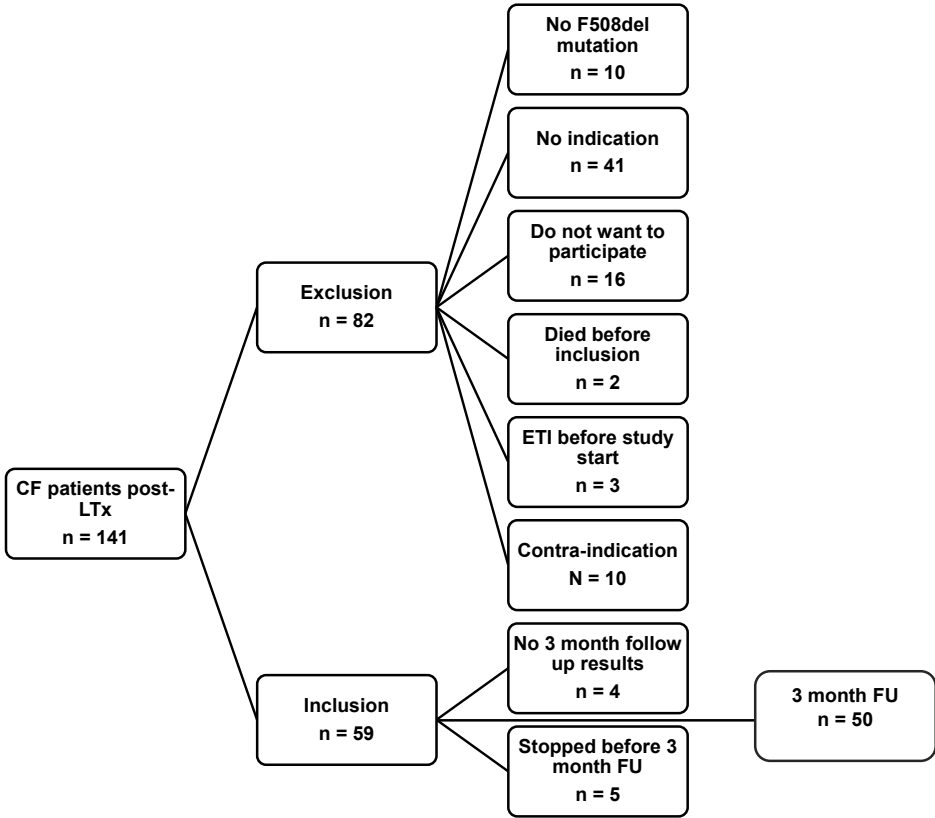 No F508del
mutation
n = 10
No indication
n = 41
Do not want to
participate
n = 16
Exclusion
n = 82
Died before
inclusion
n = 2
ETI before study
start
n = 3
CF patients post-
LTx
n = 141
Contra-indication
N = 10
No 3 month follow
up results
n = 4
Inclusion
n = 59
3 month FU
n = 50
Stopped before 3
month FU
n = 5